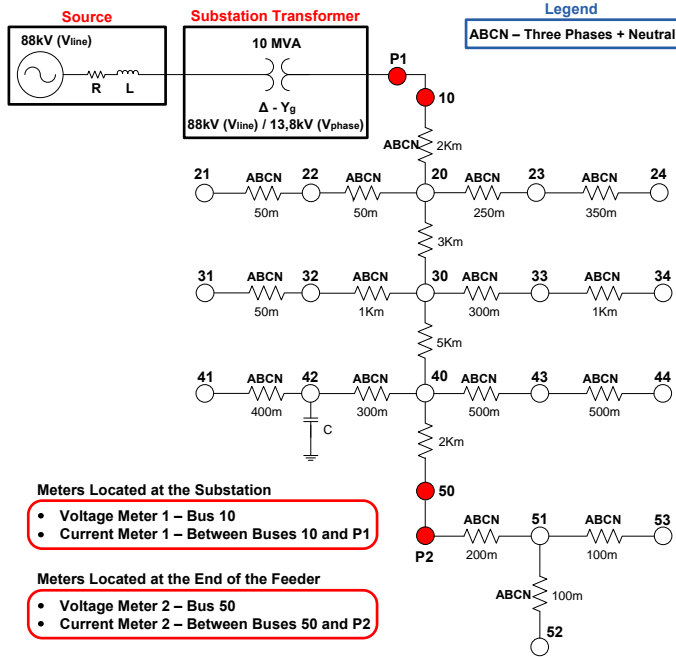 Source
Substation Transformer
Legend
88kV (Vline)
10 MVA
ABCN – Three Phases + Neutral
P1
R L
Δ - Yg
88kV (Vline) / 13,8kV (Vphase)
10
ABCN 2Km
21 ABCN 22 ABCN 20 ABCN 23 ABCN 24
50m 50m 250m 350m
3Km
31 ABCN 32 ABCN 30 ABCN 33 ABCN 34
50m 1Km 300m 1Km
5Km
41 ABCN 42 ABCN 40 ABCN 43 ABCN 44
400m 300m 500m 500m
C
2Km
50
Meters Located at the Substation
• Voltage Meter 1 – Bus 10
• Current Meter 1 – Between Buses 10 and P1
ABCN 51 ABCN 53
P2 200m 100m
Meters Located at the End of the Feeder
• Voltage Meter 2 – Bus 50
• Current Meter 2 – Between Buses 50 and P2
ABCN 100m
52